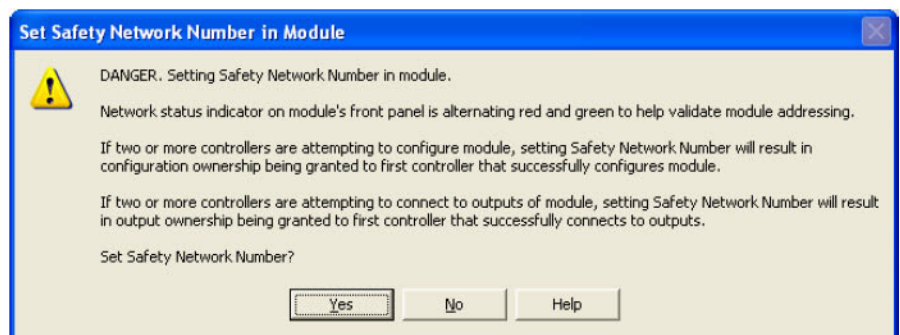 Set Safety Network Number in Module
DANGER. Setting Safety Network Number in module.
Network status indicator on module's front panel is alternating red and green to help validate module addressing.
If two or more controllers are attempting to configure module, setting Safety Network Number will result in
configuration ownership being granted to first controller that successfully configures module.
If two or more controllers are attempting to connect to outputs of module, setting Safety Network Number will result
in output ownership being granted to first controller that successfully connects to outputs.
Set Safety Network Number?
Yes
No
Help